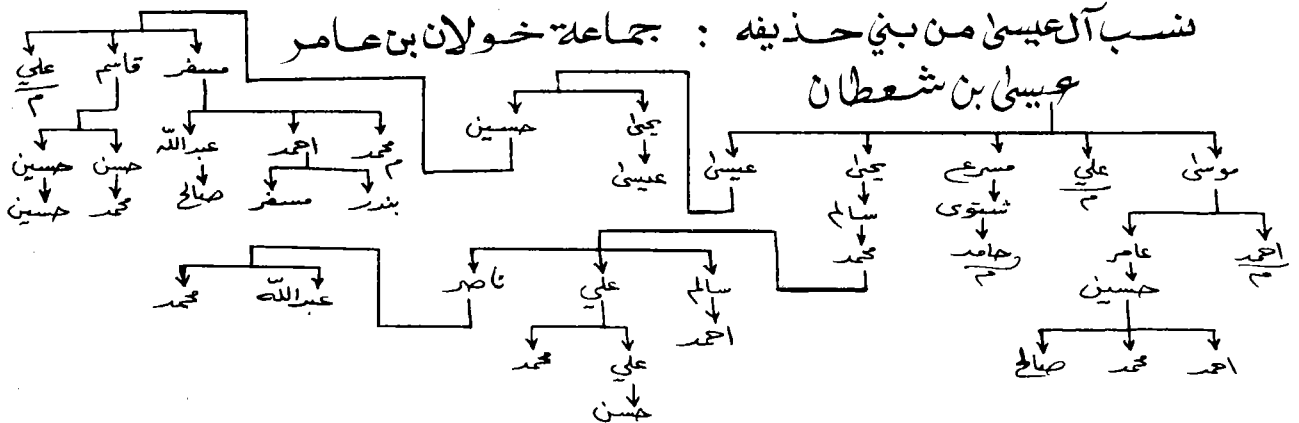 نسب آل عيسى من بني حذيفه : جماعة خولان بن عامر
عيسى بن شعطان
موسى علي م مسرع يحيى عيسى
احمد م عامر
حسين
احمد محمد صالح
شتوى
حامد م
سالم
محمد
سالم علي ناصر
احمد
علي محمد
حسن
عبدالله محمد
يحيى حسين
عيسى
مسفر قاسم علي م
محمد م احمد عبدالله
بندر مسفر
صالح
حسن حسين
محمد حسين